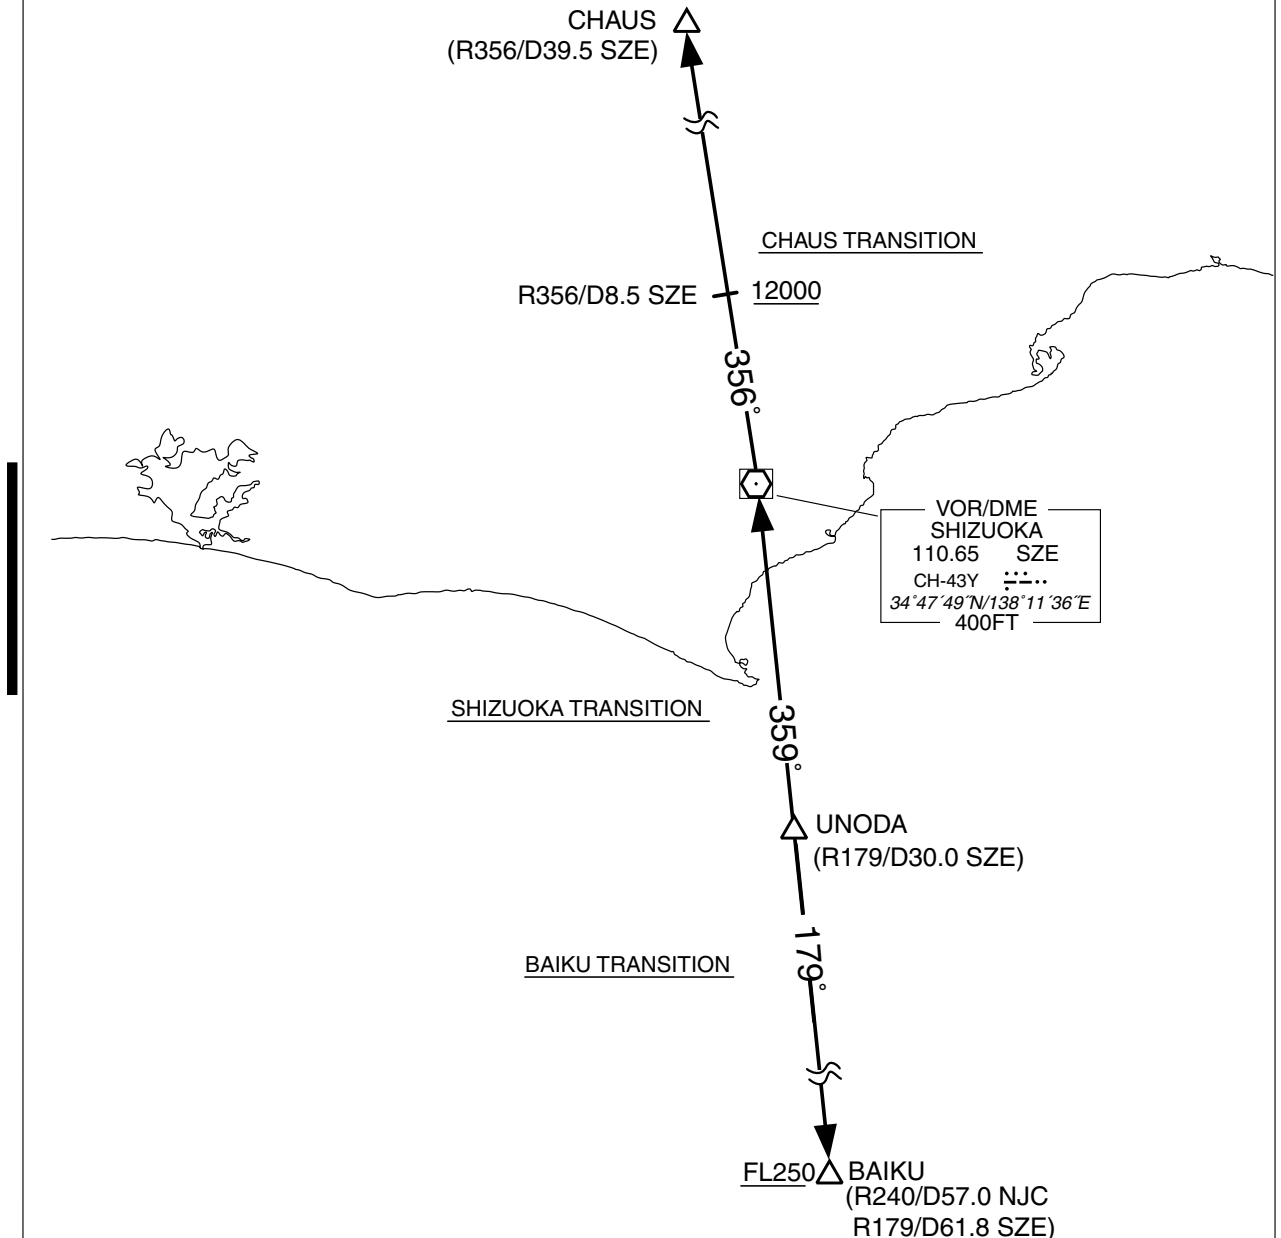 CHAUS
(R356/D39.5 SZE)
CHAUS TRANSITION
R356/D8.5 SZE
12000
356°
VOR/DME
SHIZUOKA
110.65 SZE
CH-43Y
34°47´49˝N/138°11´36˝E
400FT
SHIZUOKA TRANSITION
359°
UNODA
(R179/D30.0 SZE)
BAIKU TRANSITION
179°
FL250
BAIKU
(R240/D57.0 NJC
R179/D61.8 SZE)